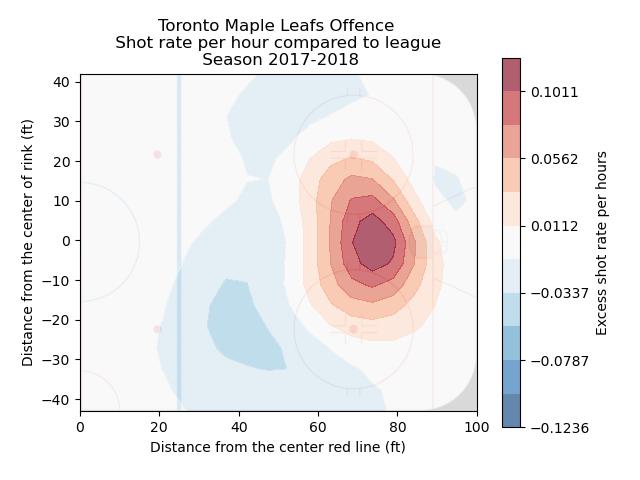 Toronto Maple Leafs Offence
Shot rate per hour compared to league
Season 2017-2018
40
30
20
10
0
−10
−20
−30
−40
Distance from the center of rink (ft)
0 20 40 60 80 100
Distance from the center red line (ft)
0.1011
0.0562
0.0112
−0.0337
−0.0787
−0.1236
Excess shot rate per hours